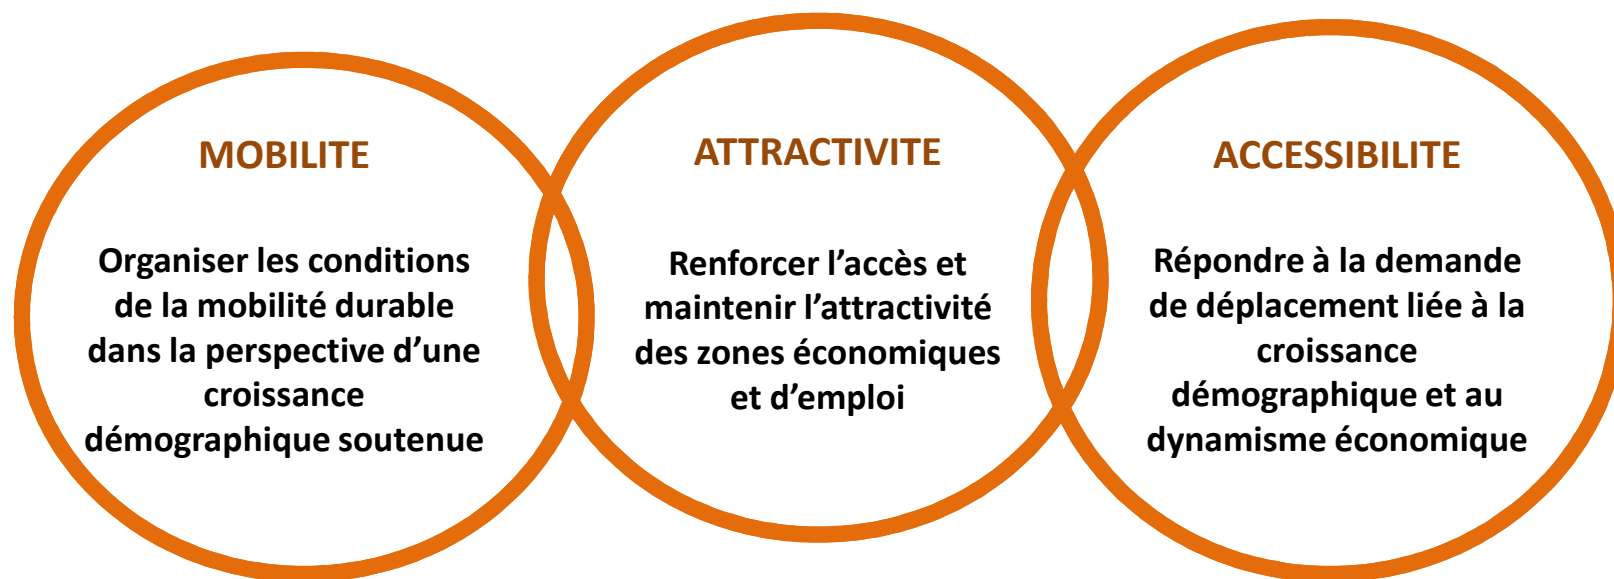 MOBILITE
Organiser les conditions
de la mobilité durable
dans la perspective d’une
croissance
démographique soutenue
ATTRACTIVITE
Renforcer l’accès et
maintenir l’attractivité
des zones économiques
et d’emploi
ACCESSIBILITE
Répondre à la demande
de déplacement liée à la
croissance
démographique et au
dynamisme économique